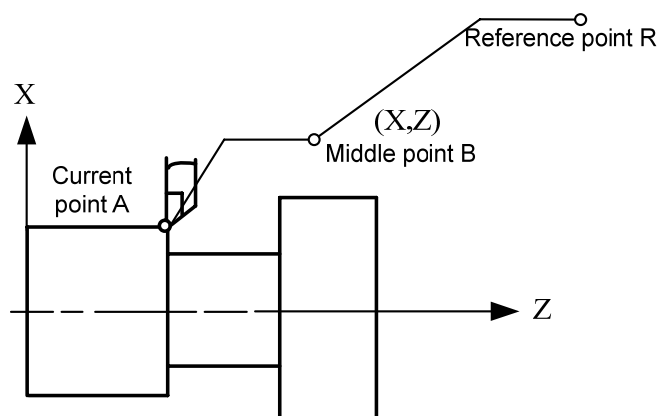 Reference point R
X
(X,Z)
Middle point B
Current
point A
Z